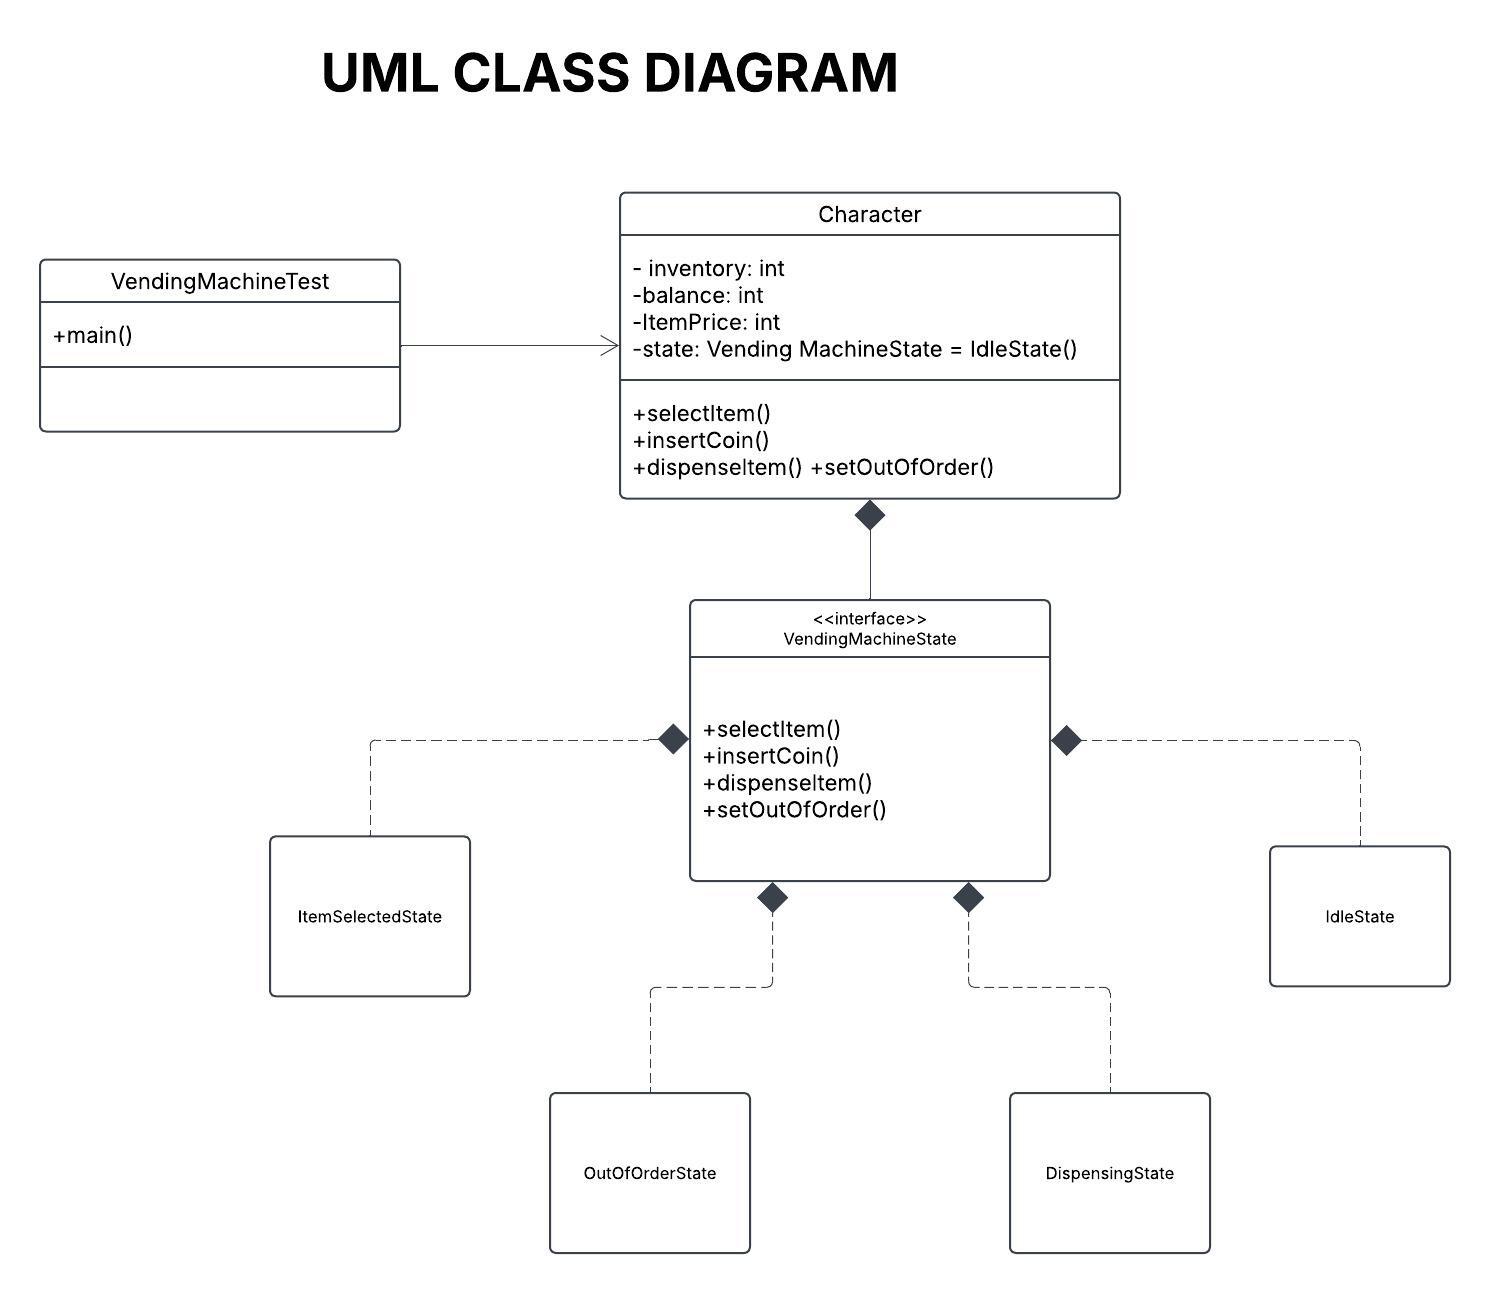 UML CLASS DIAGRAM
Character
- inventory: int
-balance: int
-ItemPrice: int
-state: Vending MachineState = IdleState()
+selectItem()
+insertCoin()
+dispenseItem() +setOutOfOrder()
VendingMachineTest
+main()
<<interface>>
VendingMachineState
+selectItem()
+insertCoin()
+dispenseItem()
+setOutOfOrder()
ItemSelectedState
IdleState
OutOfOrderState
DispensingState